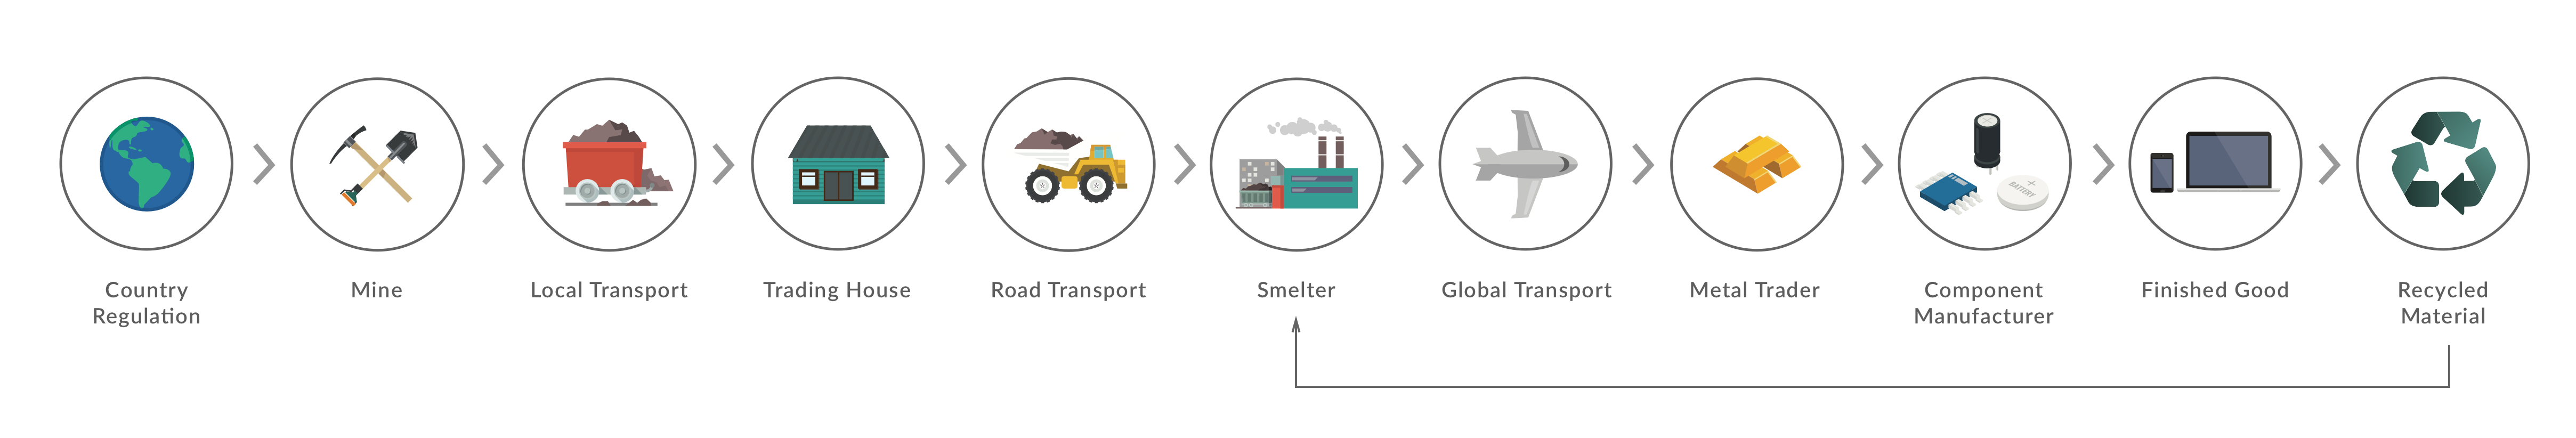 Country
Regulation
Mine
Local Transport
Trading House
Road Transport
Smelter
Global Transport
Metal Trader
BATTERY
Component
Manufacturer
Finished Good
Recycled
Material